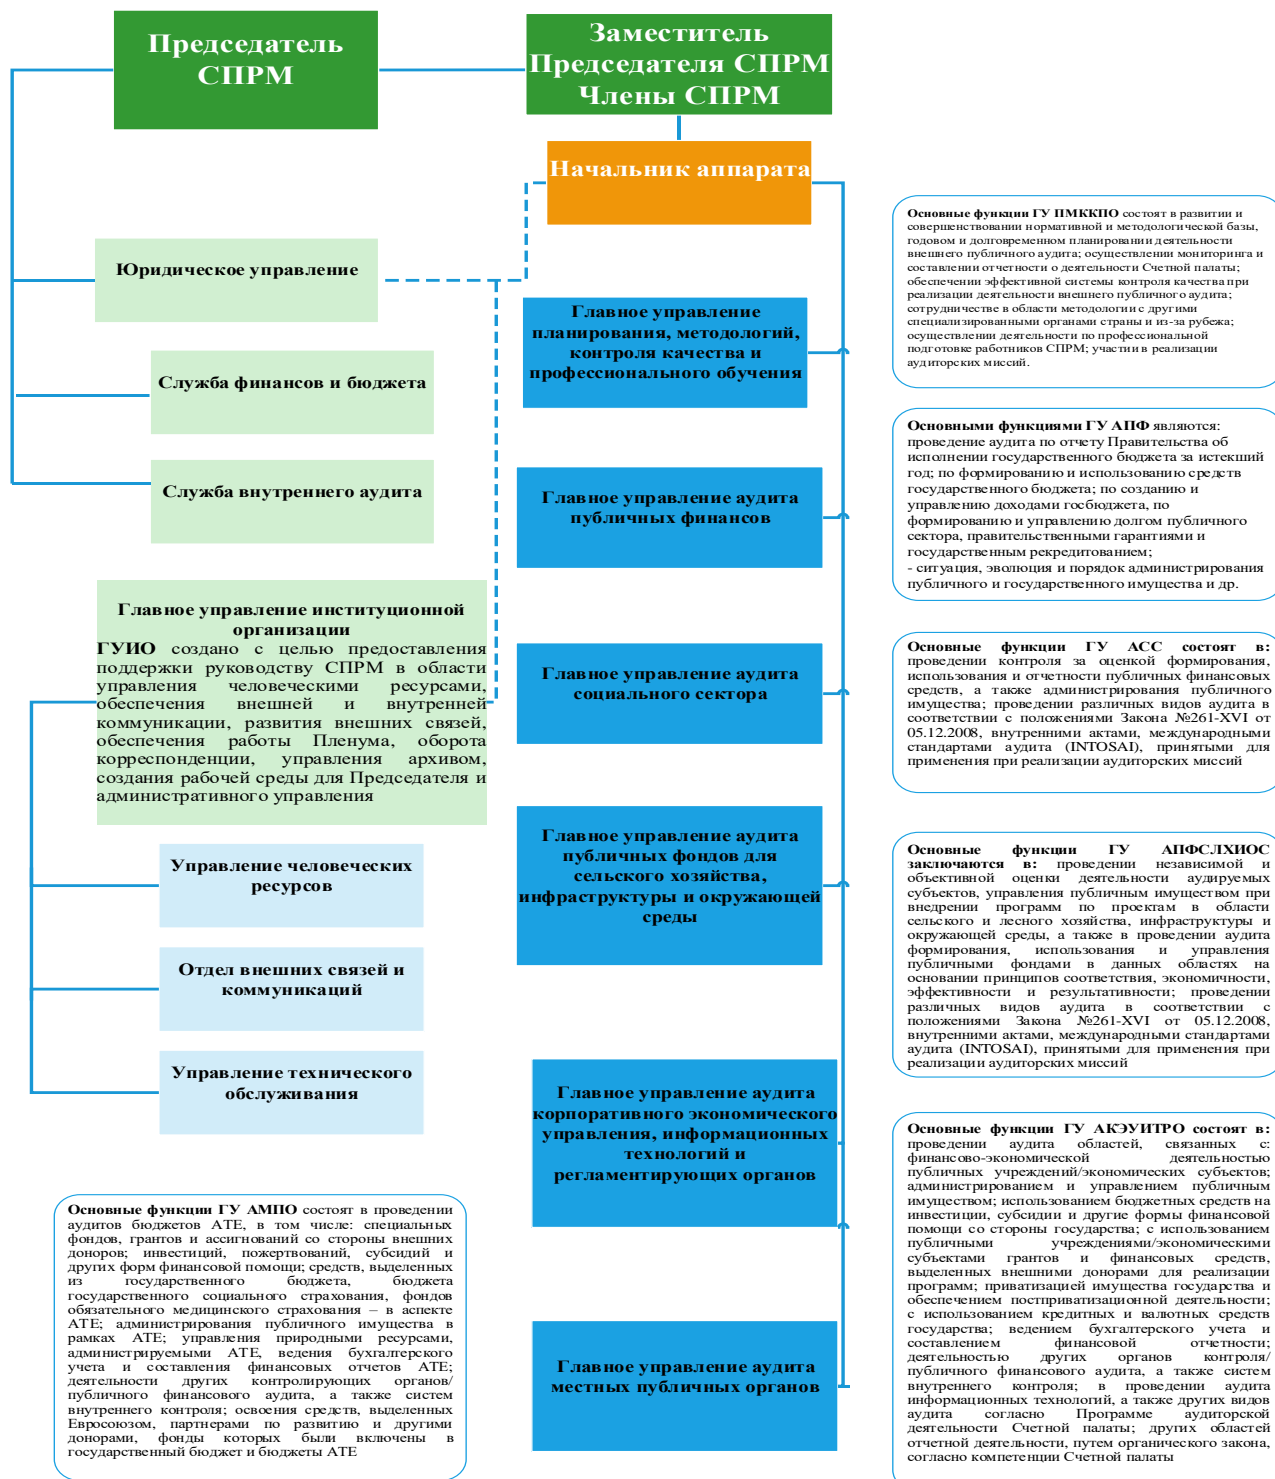 Председатель
СПРМ
Заместитель
Председателя СПРМ
Члены СПРМ
Начальник аппарата
Юридическое управление
Служба финансов и бюджета
Служба внутреннего аудита
Главное управление институционной
организации
ГУИО создано с целью предоставления
поддержки руководству СПРМ в области
управления человеческими ресурсами,
обеспечения внешней и внутренней
коммуникации, развития внешних связей,
обеспечения работы Пленума, оборота
корреспонденции, управления архивом,
создания рабочей среды для Председателя и
административного управления
Управление человеческих
ресурсов
Отдел внешних связей и
коммуникаций
Управление технического
обслуживания
Главное управление
планирования, методологий,
контроля качества и
профессионального обучения
Главное управление аудита
публичных финансов
Главное управление аудита
социального сектора
Главное управление аудита
публичных фондов для
сельского хозяйства,
инфраструктуры и окружающей
среды
Главное управление аудита
корпоративного экономического
управления, информационных
технологий и
регламентирующих органов
Главное управление аудита
местных публичных органов
Основные функции ГУ ПМККПО состоят в развитии и
совершенствовании нормативной и методологической базы,
годовом и долговременном планировании деятельности
внешнего публичного аудита; осуществлении мониторинга и
составлении отчетности о деятельности Счетной палаты;
обеспечении эффективной системы контроля качества при
реализации деятельности внешнего публичного аудита;
сотрудничестве в области методологии с другими
специализированными органами страны и из-за рубежа;
осуществлении деятельности по профессиональной
подготовке работников СПРМ; участии в реализации
аудиторских миссий.
Основными функциями ГУ АПФ являются:
проведение аудита по отчету Правительства об
исполнении государственного бюджета за истекший
год; по формированию и использованию средств
государственного бюджета; по созданию и
управлению доходами госбюджета, по
формированию и управлению долгом публичного
сектора, правительственными гарантиями и
государственным рекредитованием;
- ситуация, эволюция и порядок администрирования
публичного и государственного имущества и др.
Основные функции ГУ АСС состоят в:
проведении контроля за оценкой формирования,
использования и отчетности публичных финансовых
средств, а также администрирования публичного
имущества; проведении различных видов аудита в
соответствии с положениями Закона №261-XVI от
05.12.2008, внутренними актами, международными
стандартами аудита (INTOSAI), принятыми для
применения при реализации аудиторских миссий
Основные функции ГУ АПФСЛХИОС
заключаются в: проведении независимой и
объективной оценки деятельности аудируемых
субъектов, управления публичным имуществом при
внедрении программ по проектам в области
сельского и лесного хозяйства, инфраструктуры и
окружающей среды, а также в проведении аудита
формирования, использования и управления
публичными фондами в данных областях на
основании принципов соответствия, экономичности,
эффективности и результативности; проведении
различных видов аудита в соответствии с
положениями Закона №261-XVI от 05.12.2008,
внутренними актами, международными стандартами
аудита (INTOSAI), принятыми для применения при
реализации аудиторских миссий
Основные функции ГУ АКЭУИТРО состоят в:
проведении аудита областей, связанных с:
финансово-экономической деятельностью
публичных учреждений/экономических субъектов;
администрированием и управлением публичным
имуществом; использованием бюджетных средств на
инвестиции, субсидии и другие формы финансовой
помощи со стороны государства; с использованием
публичными учреждениями/экономическими
субъектами грантов и финансовых средств,
выделенных внешними донорами для реализации
программ; приватизацией имущества государства и
обеспечением постприватизационной деятельности;
с использованием кредитных и валютных средств
государства; ведением бухгалтерского учета и
составлением финансовой отчетности;
деятельностью других органов контроля/
публичного финансового аудита, а также систем
внутреннего контроля; в проведении аудита
информационных технологий, а также других видов
аудита согласно Программе аудиторской
деятельности Счетной палаты; других областей
отчетной деятельности, путем органического закона,
согласно компетенции Счетной палаты
Основные функции ГУ АМПО состоят в проведении
аудитов бюджетов АТЕ, в том числе: специальных
фондов, грантов и ассигнований со стороны внешних
доноров; инвестиций, пожертвований, субсидий и
других форм финансовой помощи; средств, выделенных
из государственного бюджета, бюджета
государственного социального страхования, фондов
обязательного медицинского страхования – в аспекте
АТЕ; администрирования публичного имущества в
рамках АТЕ; управления природными ресурсами,
администрируемыми АТЕ, ведения бухгалтерского
учета и составления финансовых отчетов АТЕ;
деятельности других контролирующих органов/
публичного финансового аудита, а также систем
внутреннего контроля; освоения средств, выделенных
Евросоюзом, партнерами по развитию и другими
донорами, фонды которых были включены в
государственный бюджет и бюджеты АТЕ